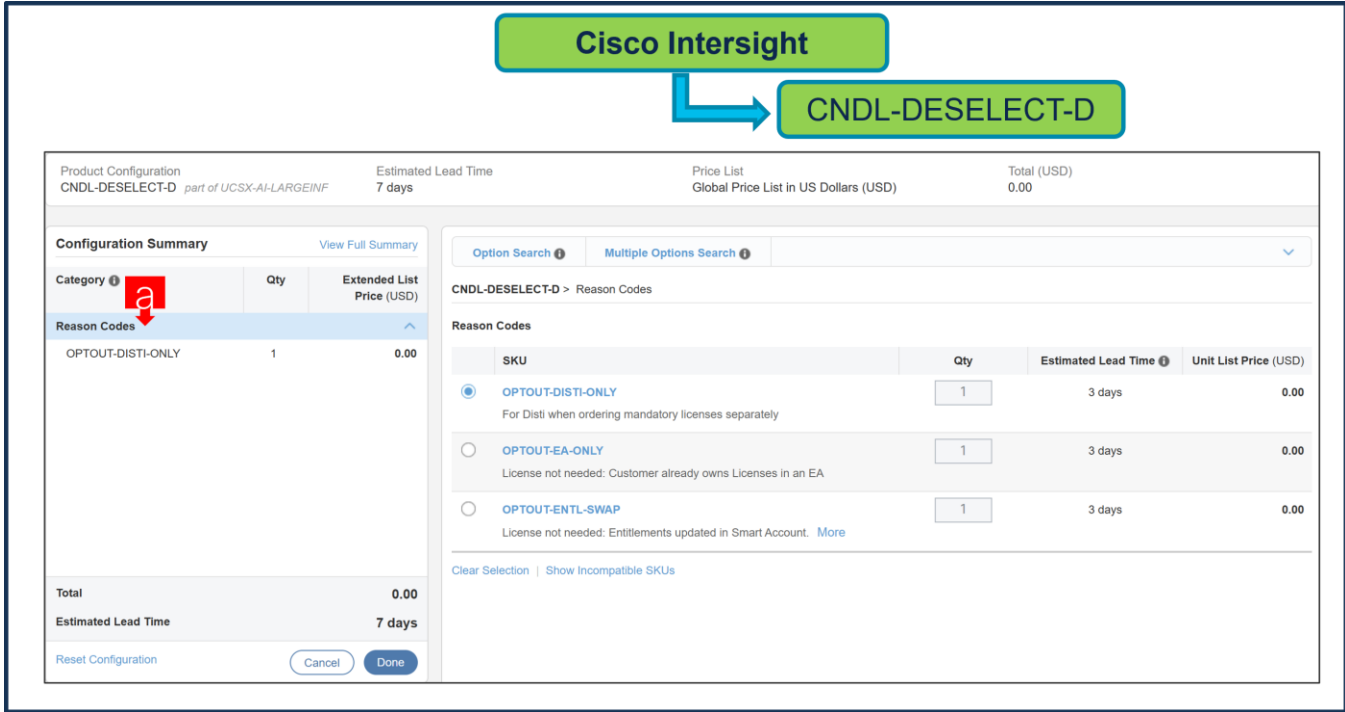 Cisco Intersight
CNDL-DESELECT-D
Product Configuration
CNDL-DESELECT-D part of UCSX-AI-LARGEINF
Estimated Lead Time
7 days
Price List
Global Price List in US Dollars (USD)
Total (USD)
0.00
Configuration Summary View Full Summary
Category Qty Extended List
Price (USD)
a
Reason Codes
OPTOUT-DISTI-ONLY 1 0.00
Total 0.00
Estimated Lead Time 7 days
Reset Configuration Cancel Done
Option Search Multiple Options Search
CNDL-DESELECT-D > Reason Codes
Reason Codes
SKU Qty Estimated Lead Time Unit List Price (USD)
OPTOUT-DISTI-ONLY 1 3 days 0.00
For Disti when ordering mandatory licenses separately
OPTOUT-EA-ONLY 1 3 days 0.00
License not needed: Customer already owns Licenses in an EA
OPTOUT-ENTL-SWAP 1 3 days 0.00
License not needed: Entitlements updated in Smart Account. More
Clear Selection | Show Incompatible SKUs